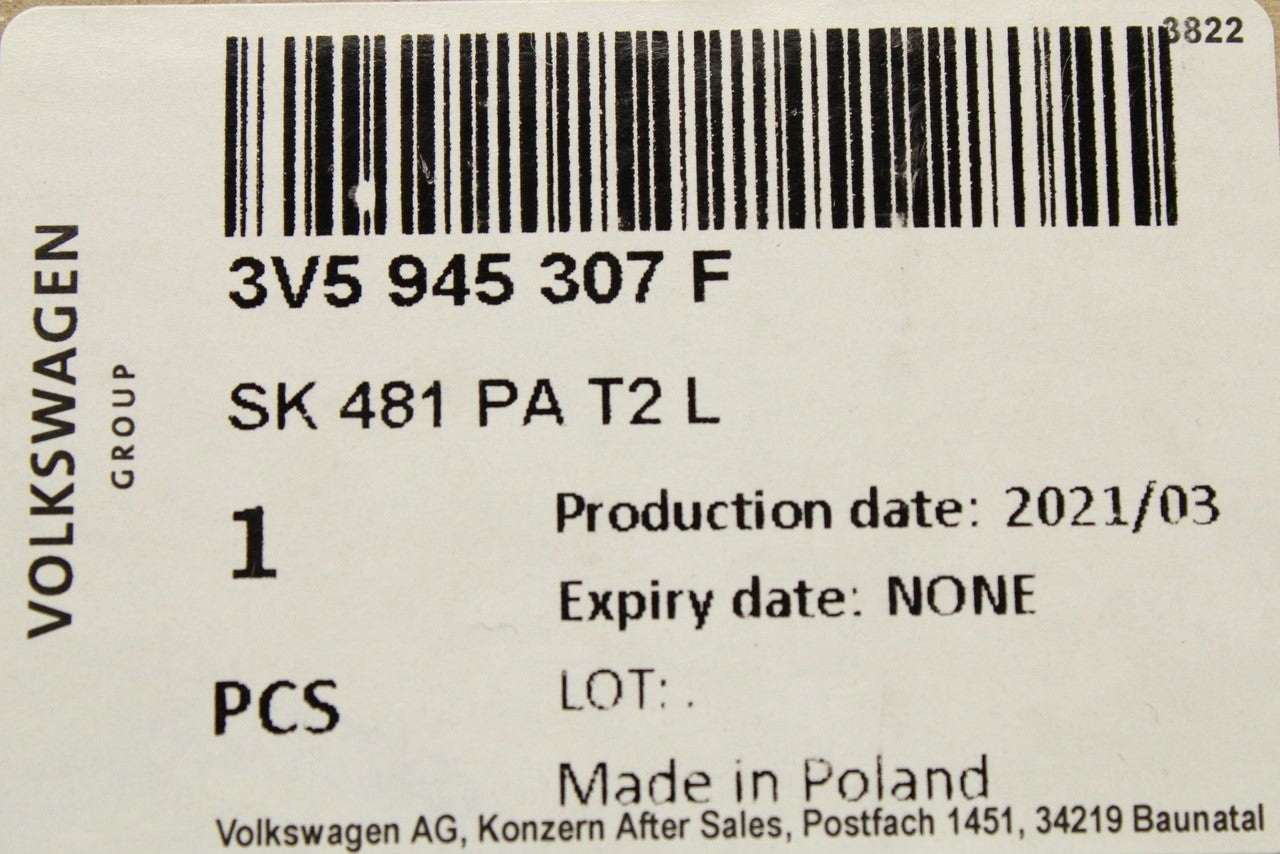 3822
3V5 945 307 F
SK 481 PA T2 L
VOLKSWAGEN
GROUP
1
PCS
Production date: 2021/03
Expiry date: NONE
LOT: .
Made in Poland
Volkswagen AG, Konzern After Sales, Postfach 1451, 34219 Baunatal